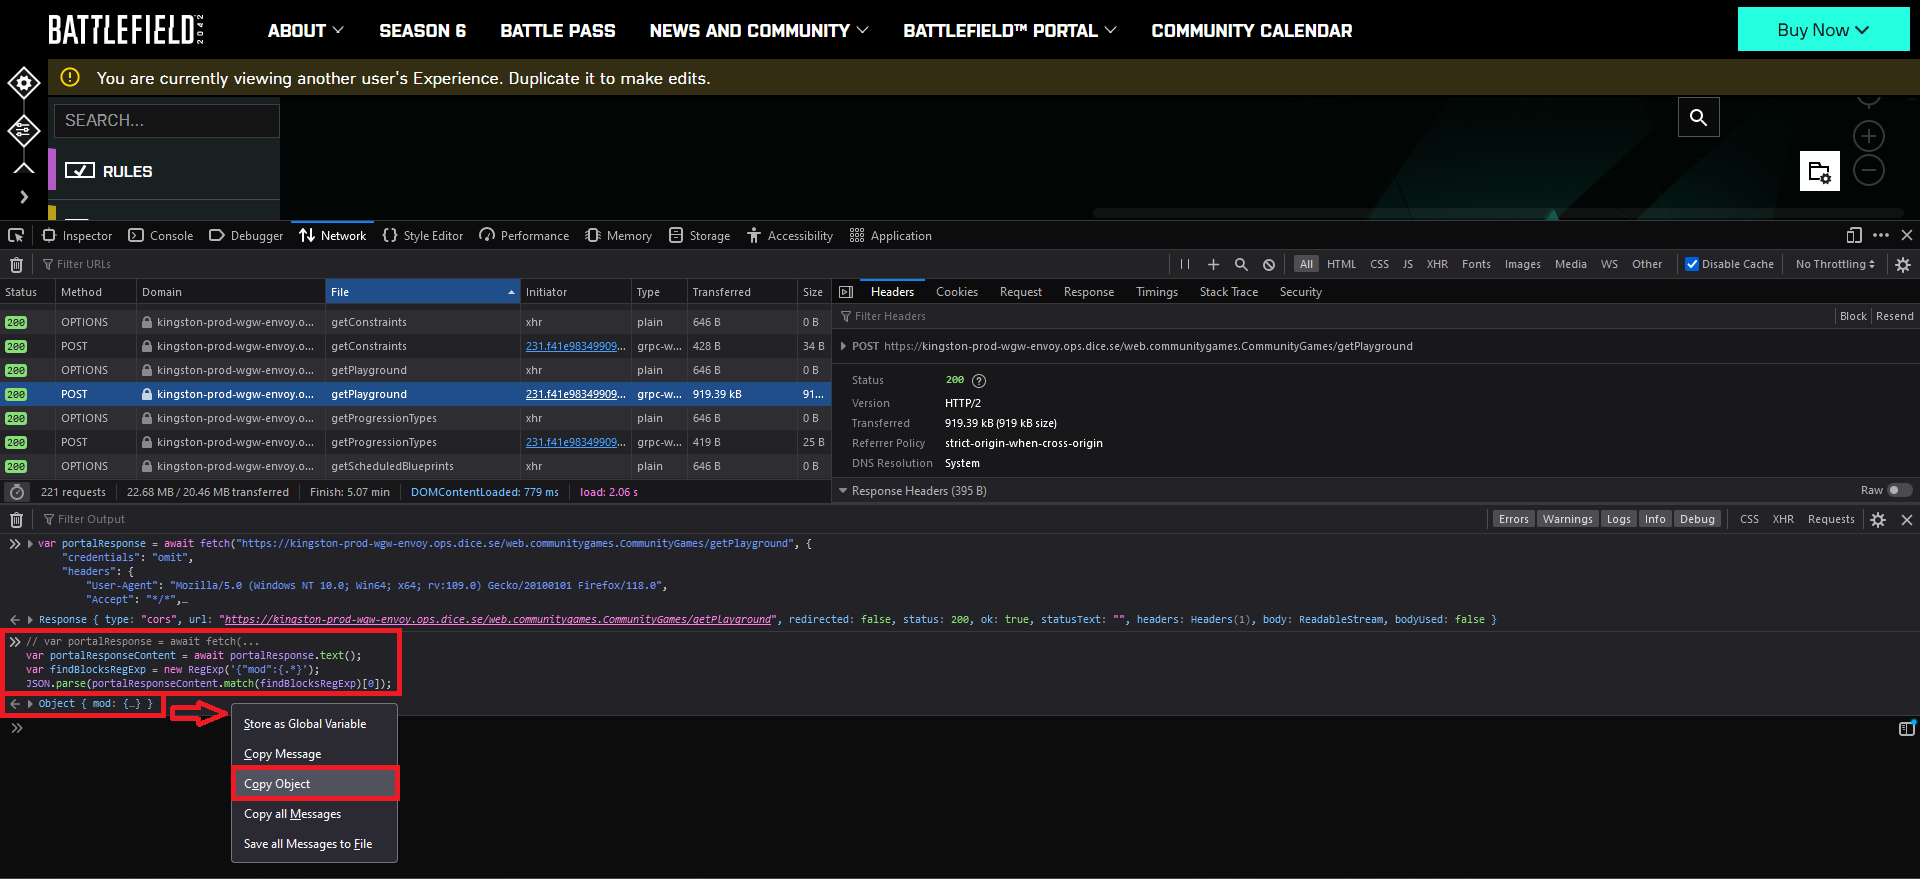 BATTLEFIELD 2042
ABOUT SEASON 6 BATTLE PASS NEWS AND COMMUNITY BATTLEFIELD™ PORTAL COMMUNITY CALENDAR Buy Now
You are currently viewing another user's Experience. Duplicate it to make edits.
SEARCH...
RULES
Inspector Console Debugger Network Style Editor Performance Memory Storage Accessibility Application
Filter URLs
All HTML CSS JS XHR Fonts Images Media WS Other Disable Cache No Throttling
Status Method Domain File Initiator Type Transferred Size
200 OPTIONS kingston-prod-wgw-envoy.o... getConstraints xhr plain 646 B 0 B
200 POST kingston-prod-wgw-envoy.o... getConstraints 231.f41e98349909... grpc-w... 428 B 34 B
200 OPTIONS kingston-prod-wgw-envoy.o... getPlayground xhr plain 646 B 0 B
200 POST kingston-prod-wgw-envoy.o... getPlayground 231.f41e98349909... grpc-w... 919.39 kB 91...
200 OPTIONS kingston-prod-wgw-envoy.o... getProgressionTypes xhr plain 646 B 0 B
200 POST kingston-prod-wgw-envoy.o... getProgressionTypes 231.f41e98349909... grpc-w... 419 B 25 B
200 OPTIONS kingston-prod-wgw-envoy.o... getScheduledBlueprints xhr plain 646 B 0 B
221 requests 22.68 MB / 20.46 MB transferred Finish: 5.07 min DOMContentLoaded: 779 ms load: 2.06 s
Headers Cookies Request Response Timings Stack Trace Security
Filter Headers
Block Resend
POST https://kingston-prod-wgw-envoy.ops.dice.se/web.communitygames.CommunityGames/getPlayground
Status 200
Version HTTP/2
Transferred 919.39 kB (919 kB size)
Referrer Policy strict-origin-when-cross-origin
DNS Resolution System
Response Headers (395 B) Raw
Filter Output
Errors Warnings Logs Info Debug CSS XHR Requests
var portalResponse = await fetch("https://kingston-prod-wgw-envoy.ops.dice.se/web.communitygames.CommunityGames/getPlayground", {
"credentials": "omit",
"headers": {
"User-Agent": "Mozilla/5.0 (Windows NT 10.0; Win64; x64; rv:109.0) Gecko/20100101 Firefox/118.0",
"Accept": "*/*",…
Response { type: "cors", url: "https://kingston-prod-wgw-envoy.ops.dice.se/web.communitygames.CommunityGames/getPlayground", redirected: false, status: 200, ok: true, statusText: "", headers: Headers(1), body: ReadableStream, bodyUsed: false }
// var portalResponse = await fetch(...
var portalResponseContent = await portalResponse.text();
var findBlocksRegExp = new RegExp('{"mod":{.*}');
JSON.parse(portalResponseContent.match(findBlocksRegExp)[0]);
Object { mod: {…} }
Store as Global Variable
Copy Message
Copy Object
Copy all Messages
Save all Messages to File